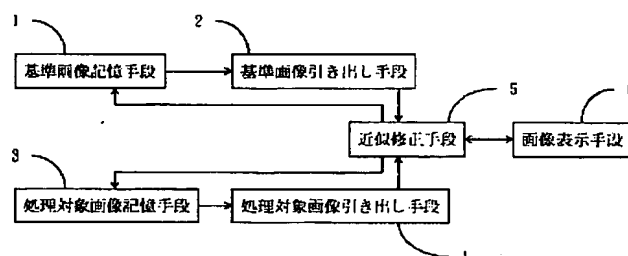 1
2
基準画像記憶手段
基準画像引き出し手段
5
近似修正手段
画像表示手段
3
処理対象画像記憶手段
処理対象画像引き出し手段